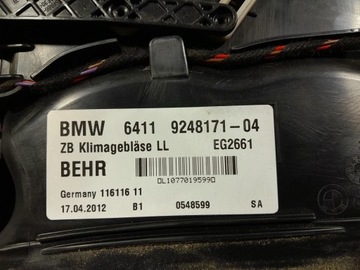 BMW 6411 9248171-04
ZB Klimagebläse LL EG2661
BEHR
DL1077019599D
Germany 116116 11
17.04.2012 B1 0548599 SA